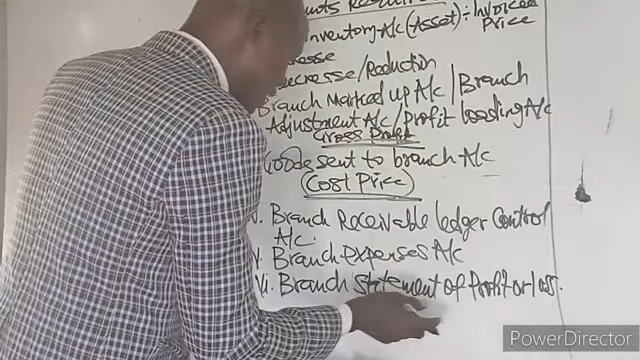 Inventory A/c (Asset) ÷ Invoiced Price
Decrease/Reduction
Branch Marked up A/c / Branch
Adjustment A/c / Profit loading A/c
Gross Profit
Goods sent to branch A/c
(Cost Price)
v. Branch Receivable ledger Control
A/c.
v. Branch expenses A/c
vi. Branch Statement of Profit or loss.
PowerDirector